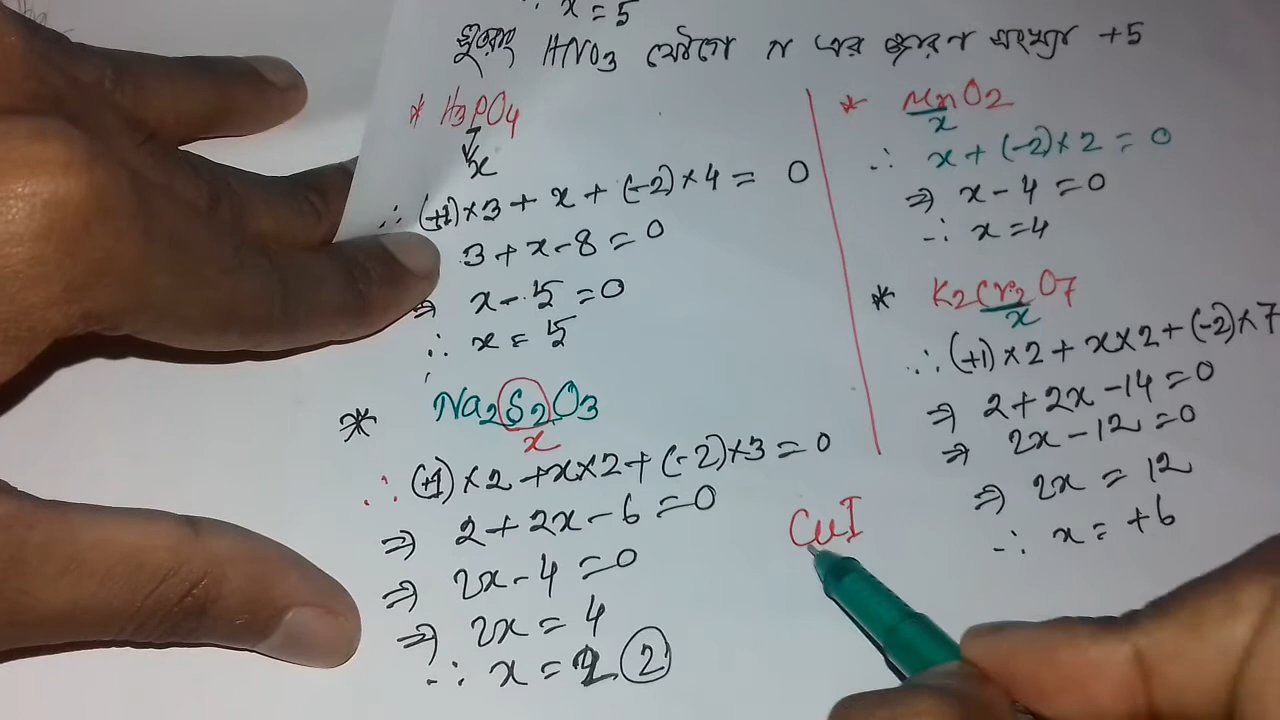 ∴ x = 5
সুতরাং HNO3 যৌগে N এর জারন সংখ্যা +5
* H3PO4
x
∴ (+1)×3 + x + (-2)×4 = 0
3 + x - 8 = 0
⇒ x - 5 = 0
∴ x = 5
* Na2S2O3
x
∴ (+1)×2 + x×2 + (-2)×3 = 0
⇒ 2 + 2x - 6 = 0
⇒ 2x - 4 = 0
⇒ 2x = 4
∴ x = 2 2
* MnO2
x
∴ x + (-2)×2 = 0
⇒ x - 4 = 0
∴ x = 4
* K2Cr2O7
x
∴ (+1)×2 + x×2 + (-2)×7
⇒ 2 + 2x - 14 = 0
⇒ 2x - 12 = 0
⇒ 2x = 12
∴ x = +6
CuI